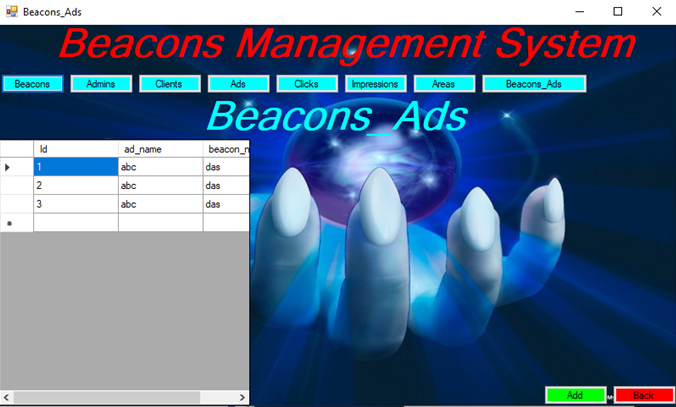 Beacons_Ads
Beacons Management System
Beacons Admins Clients Ads Clicks Impressions Areas Beacons_Ads
Beacons_Ads
Id ad_name beacon_n
1 abc das
2 abc das
3 abc das
Add Back